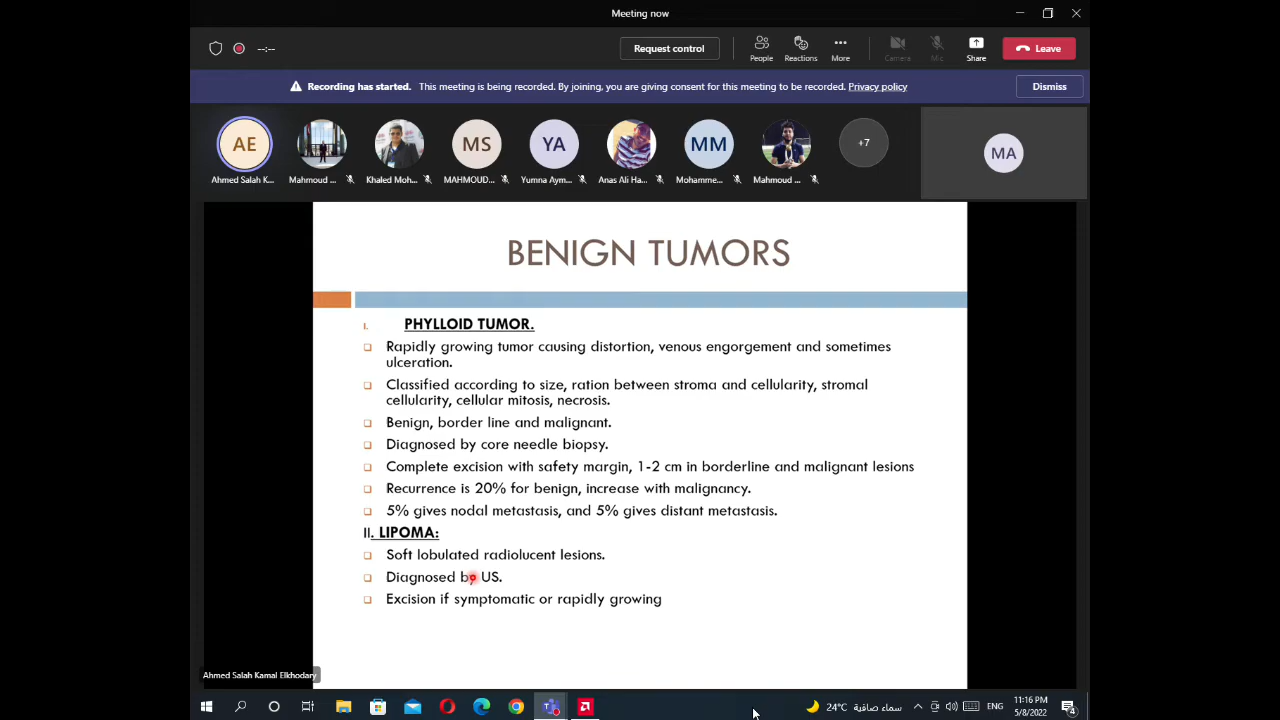 Meeting now
--:--
Request control
People
Reactions
More
Camera
Mic
Share
Leave
Recording has started. This meeting is being recorded. By joining, you are giving consent for this meeting to be recorded. Privacy policy
Dismiss
AE
MS
YA
MM
+7
MA
Ahmed Salah K...
Mahmoud ...
Khaled Moh...
MAHMOUD...
Yumna Aym...
Anas Ali Ha...
Mohamme...
Mahmoud ...
BENIGN TUMORS
I. PHYLLOID TUMOR.
Rapidly growing tumor causing distortion, venous engorgement and sometimes
ulceration.
Classified according to size, ration between stroma and cellularity, stromal
cellularity, cellular mitosis, necrosis.
Benign, border line and malignant.
Diagnosed by core needle biopsy.
Complete excision with safety margin, 1-2 cm in borderline and malignant lesions
Recurrence is 20% for benign, increase with malignancy.
5% gives nodal metastasis, and 5% gives distant metastasis.
II. LIPOMA:
Soft lobulated radiolucent lesions.
Diagnosed by US.
Excision if symptomatic or rapidly growing
Ahmed Salah Kamal Elkhodary
24°C سماء صافية
ENG
11:16 PM
5/8/2022
4